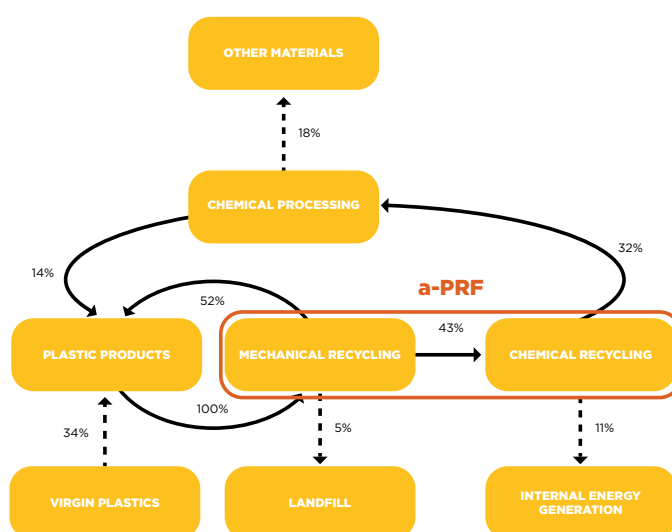 OTHER MATERIALS
18%
CHEMICAL PROCESSING
14%
32%
52%
a-PRF
43%
PLASTIC PRODUCTS
MECHANICAL RECYCLING
CHEMICAL RECYCLING
100%
34%
5%
11%
VIRGIN PLASTICS
LANDFILL
INTERNAL ENERGY
GENERATION